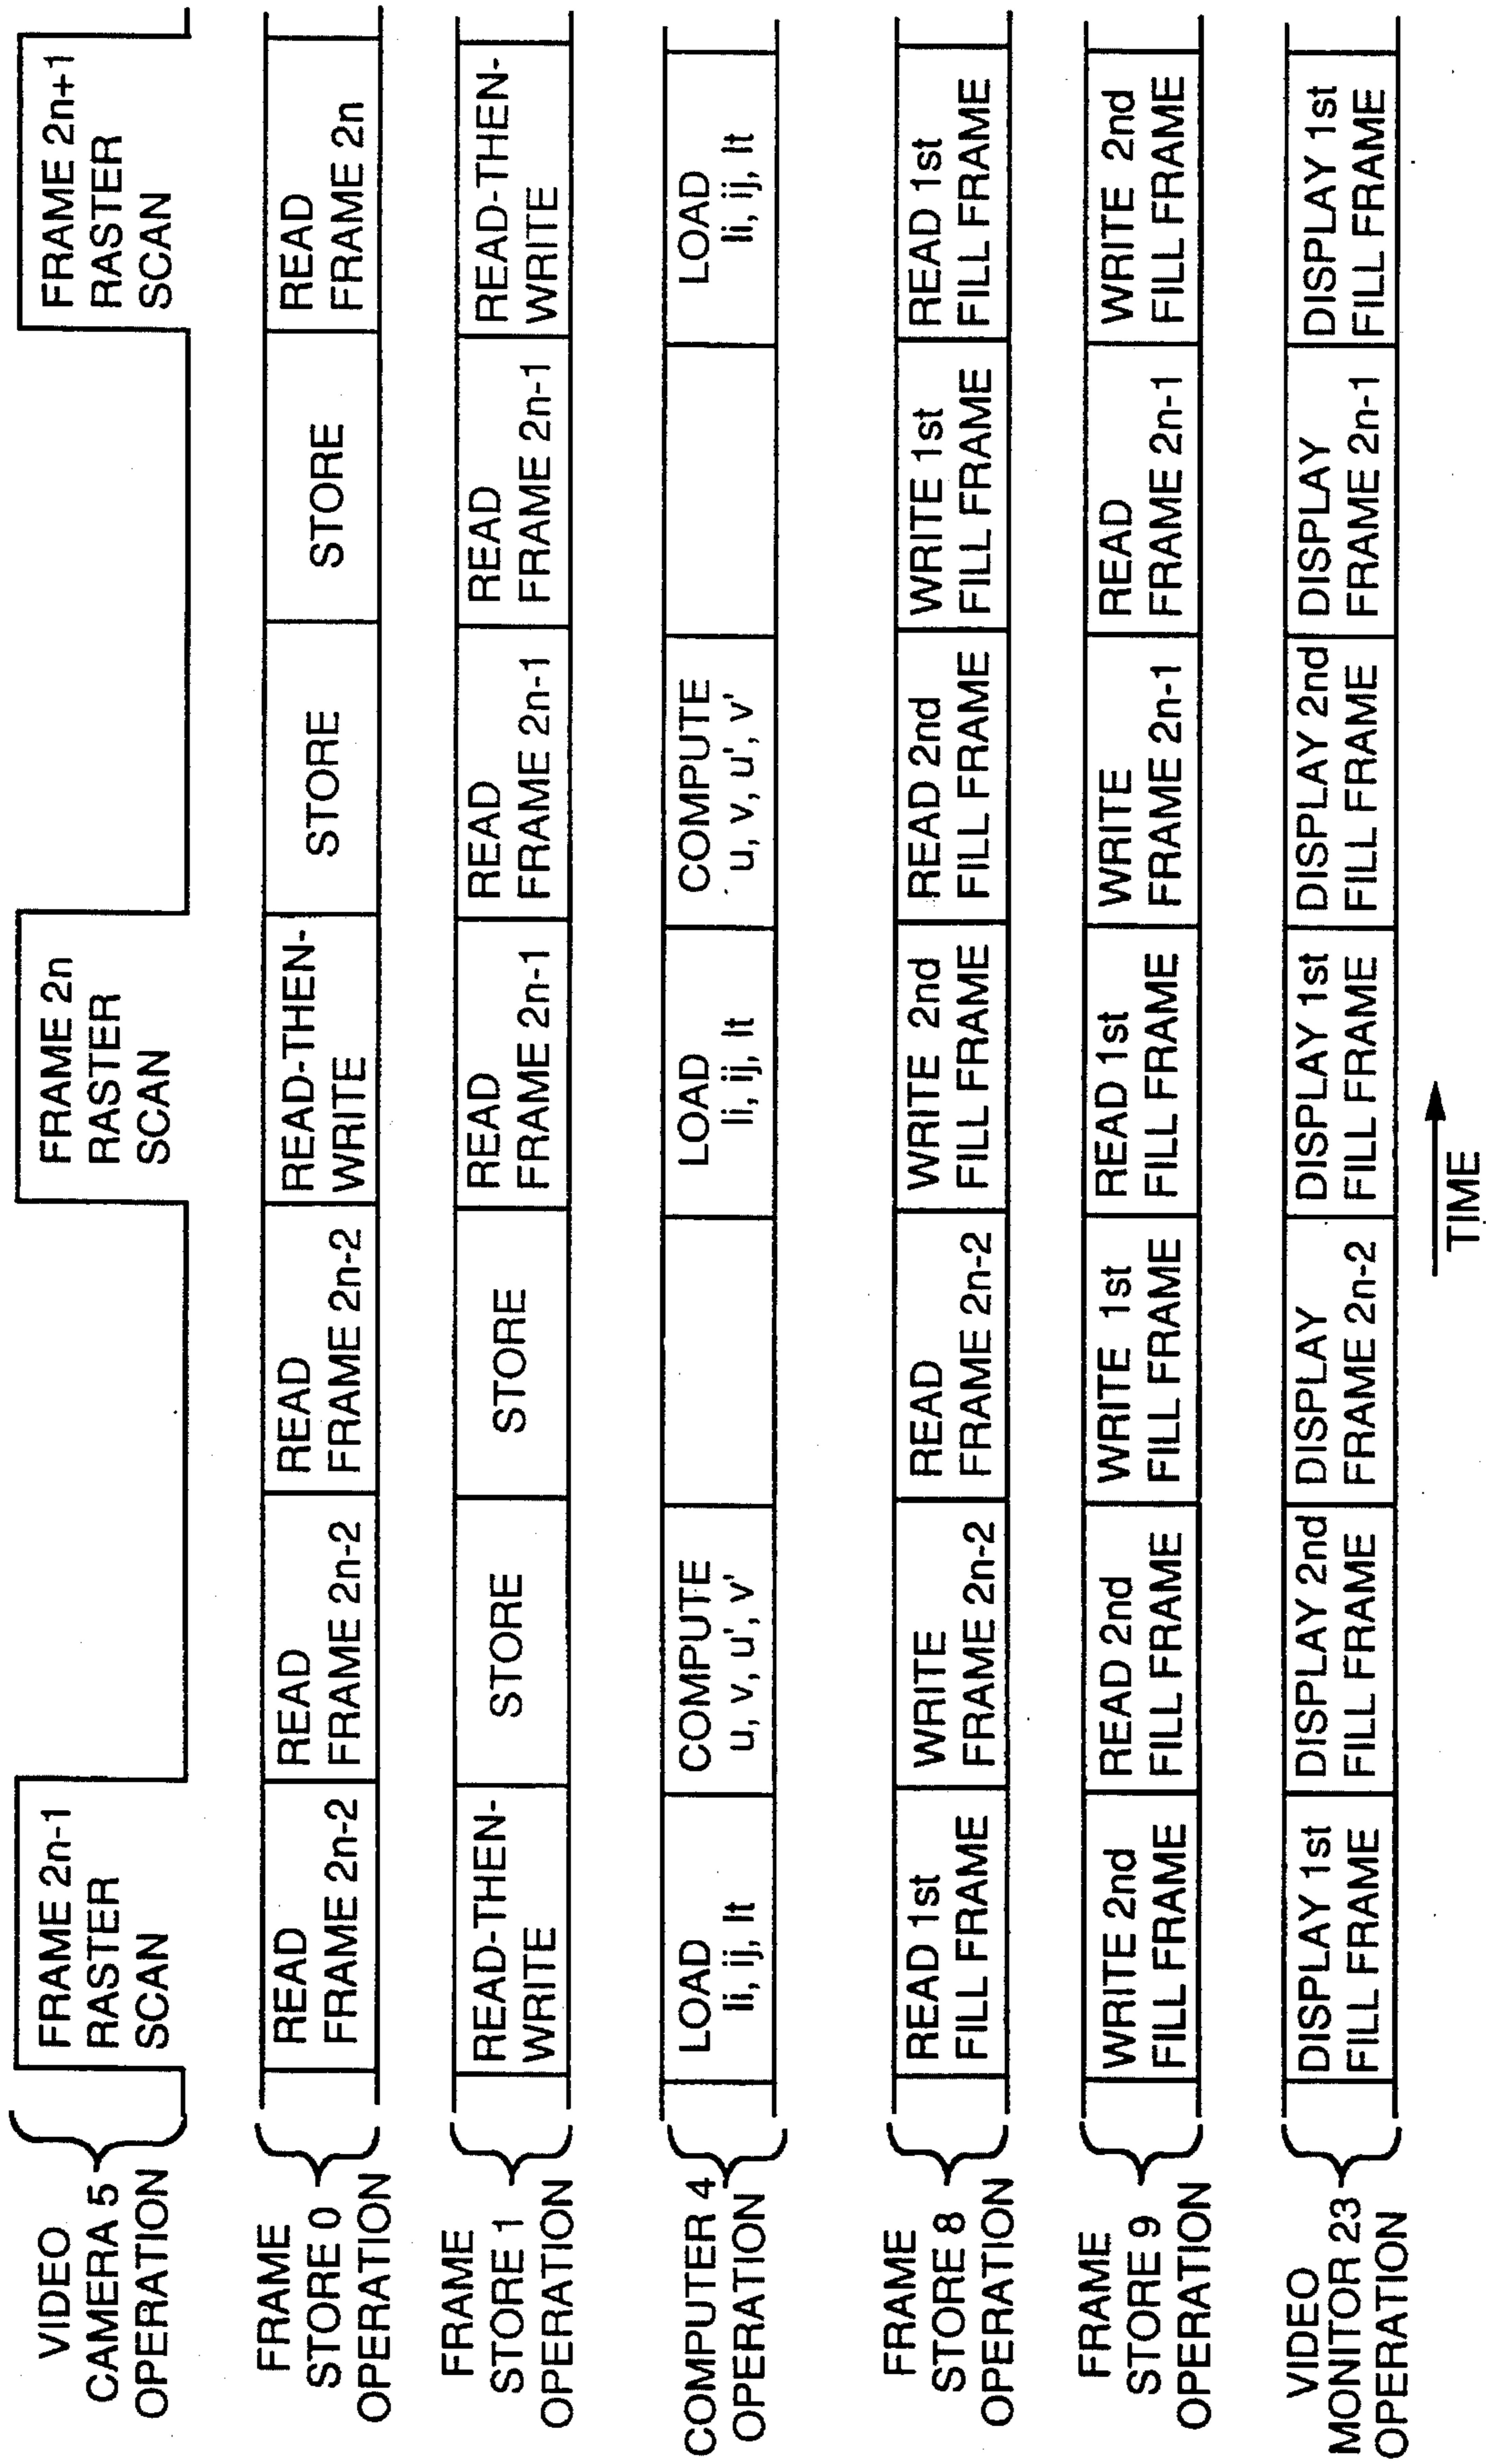 VIDEO
CAMERA 5
OPERATION
FRAME 2n-1
RASTER
SCAN
FRAME 2n
RASTER
SCAN
FRAME 2n+1
RASTER
SCAN
FRAME
STORE 0
OPERATION
READ
FRAME 2n-2
READ
FRAME 2n-2
READ
FRAME 2n-2
READ-THEN-
WRITE
STORE
STORE
READ
FRAME 2n
FRAME
STORE 1
OPERATION
READ-THEN-
WRITE
STORE
STORE
READ
FRAME 2n-1
READ
FRAME 2n-1
READ
FRAME 2n-1
READ-THEN-
WRITE
COMPUTER 4
OPERATION
LOAD
Ii, ij, It
COMPUTE
u, v, u', v'
LOAD
Ii, ij, It
COMPUTE
u, v, u', v'
LOAD
Ii, ij, It
FRAME
STORE 8
OPERATION
READ 1st
FILL FRAME
WRITE
FRAME 2n-2
READ
FRAME 2n-2
WRITE 2nd
FILL FRAME
READ 2nd
FILL FRAME
WRITE 1st
FILL FRAME
READ 1st
FILL FRAME
FRAME
STORE 9
OPERATION
WRITE 2nd
FILL FRAME
READ 2nd
FILL FRAME
WRITE 1st
FILL FRAME
READ 1st
FILL FRAME
WRITE
FRAME 2n-1
READ
FRAME 2n-1
WRITE 2nd
FILL FRAME
VIDEO
MONITOR 23
OPERATION
DISPLAY 1st
FILL FRAME
DISPLAY 2nd
FILL FRAME
DISPLAY
FRAME 2n-2
DISPLAY 1st
FILL FRAME
DISPLAY 2nd
FILL FRAME
DISPLAY
FRAME 2n-1
DISPLAY 1st
FILL FRAME
TIME